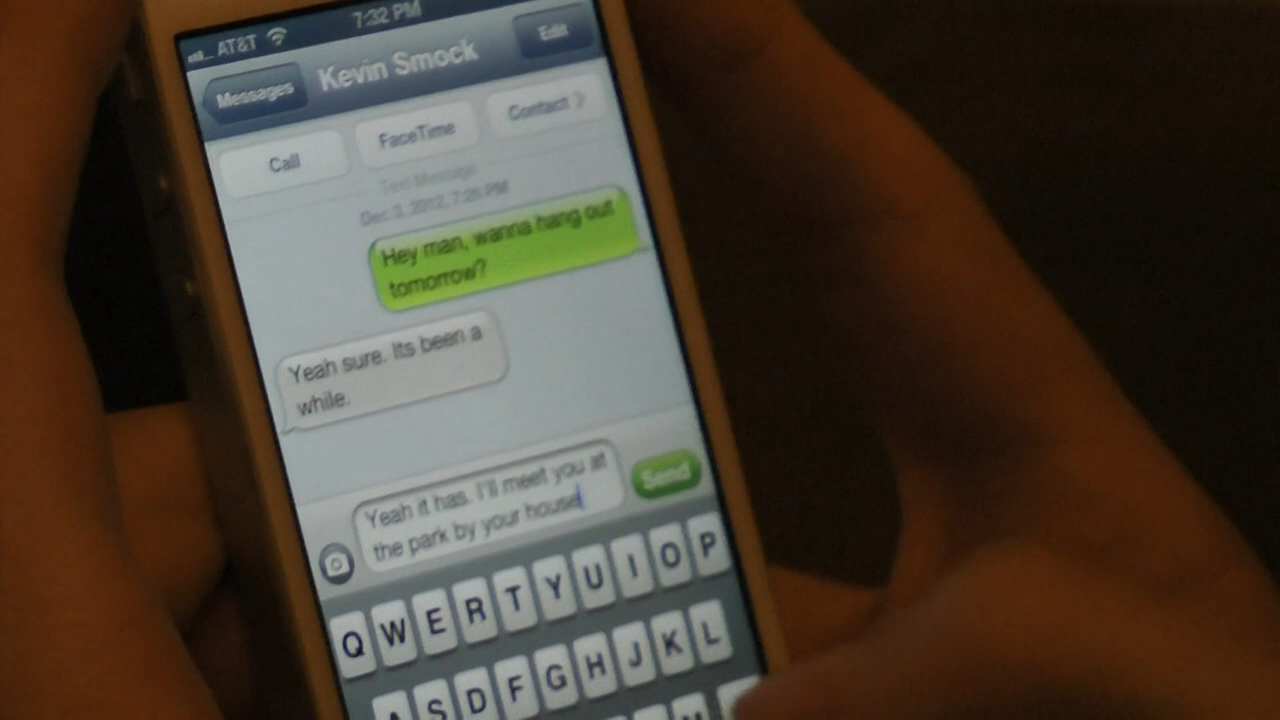 7:32 PM
AT&T
Messages
Kevin Smock
Edit
Call
FaceTime
Contact
Text Message
Dec 3, 2012, 7:26 PM
Hey man, wanna hang out
tomorrow?
Yeah sure. Its been a
while.
Yeah it has. I'll meet you at
the park by your house
Send
Q W E R T Y U I O P
A S D F G H J K L
M